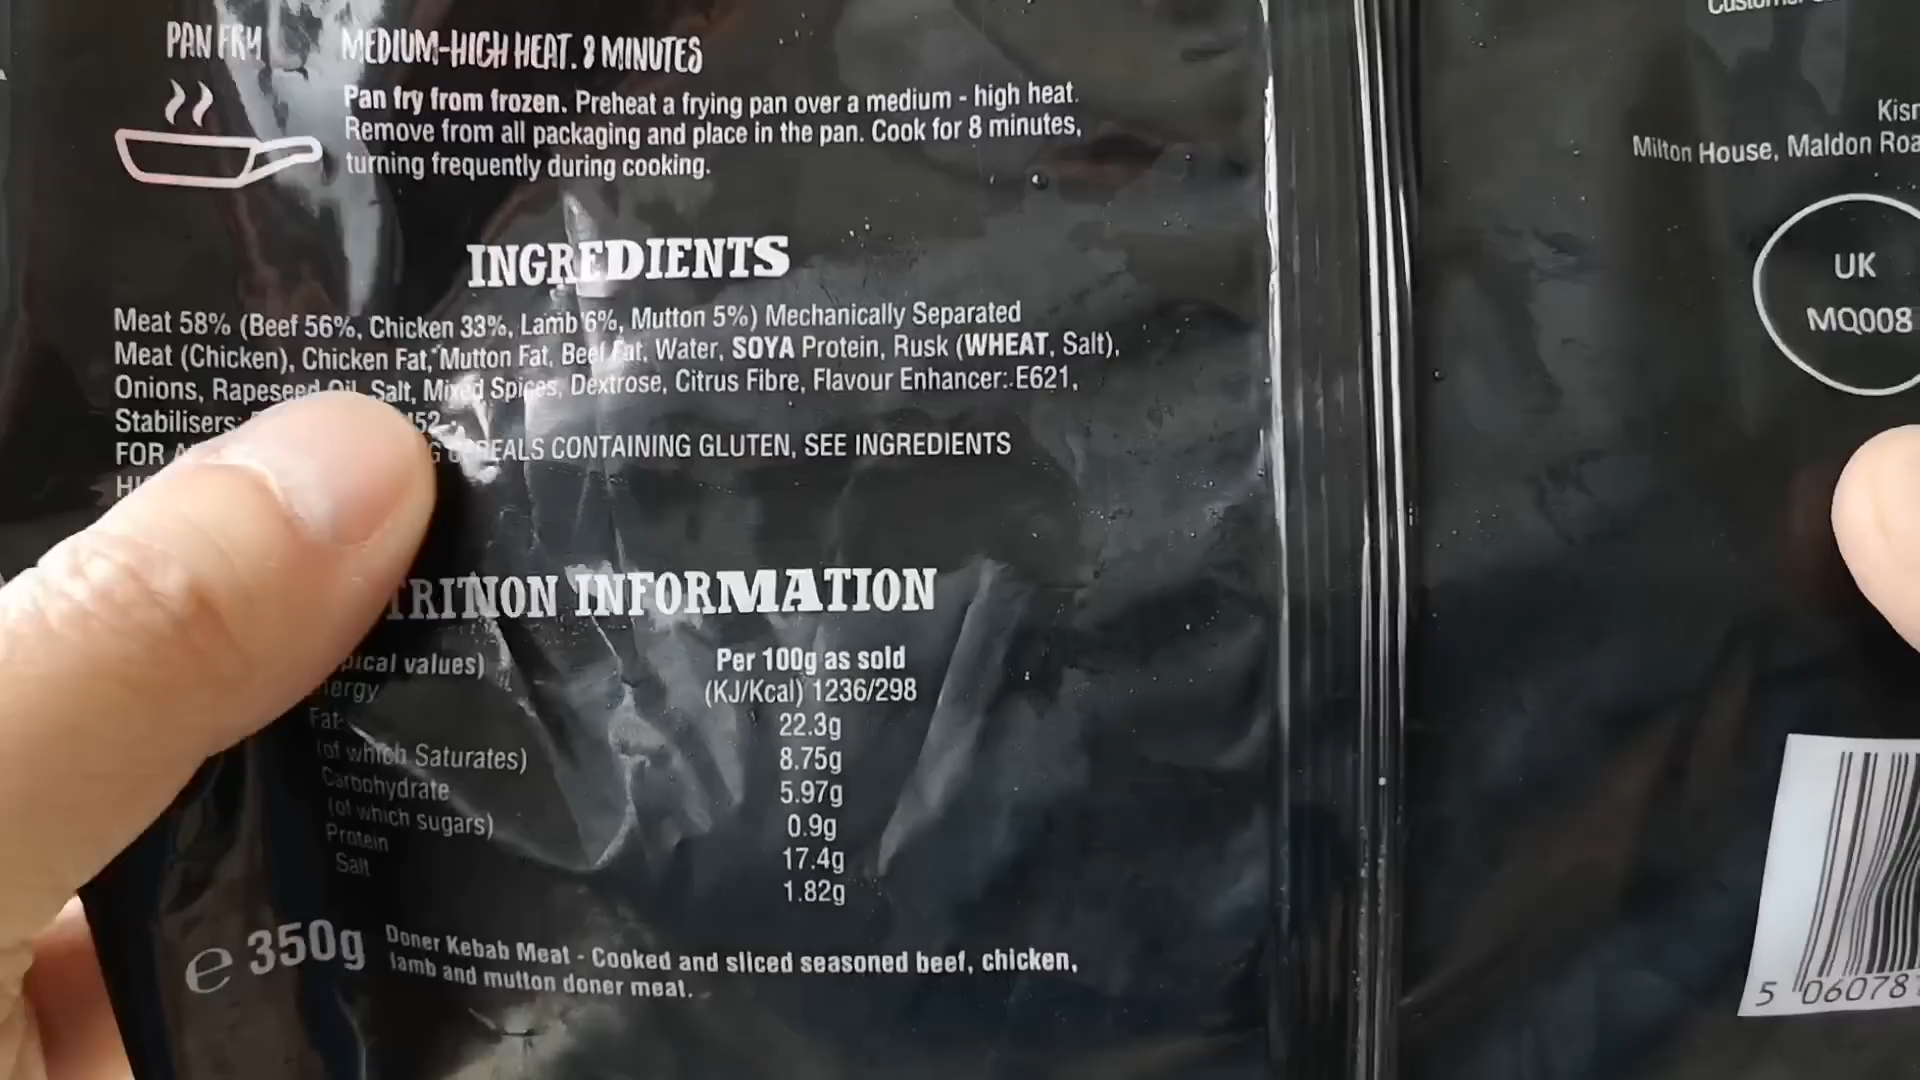 PAN FRY
MEDIUM-HIGH HEAT. 8 MINUTES
Pan fry from frozen. Preheat a frying pan over a medium - high heat.
Remove from all packaging and place in the pan. Cook for 8 minutes,
turning frequently during cooking.
INGREDIENTS
Meat 58% (Beef 56%, Chicken 33%, Lamb 6%, Mutton 5%) Mechanically Separated
Meat (Chicken), Chicken Fat, Mutton Fat, Beef Fat, Water, SOYA Protein, Rusk (WHEAT, Salt),
Onions, Rapeseed Oil, Salt, Mixed Spices, Dextrose, Citrus Fibre, Flavour Enhancer: E621,
Stabilisers:
FOR CONTAINING GLUTEN, SEE INGREDIENTS
INFORMATION
values) Per 100g as sold
(KJ/Kcal) 1236/298
Fat 22.3g
(of which Saturates) 8.75g
Carbohydrate 5.97g
(of which sugars) 0.9g
Protein 17.4g
Salt 1.82g
e 350g
Doner Kebab Meat - Cooked and sliced seasoned beef, chicken,
lamb and mutton doner meat.
Milton House, Maldon
UK
MQ008
5 06078